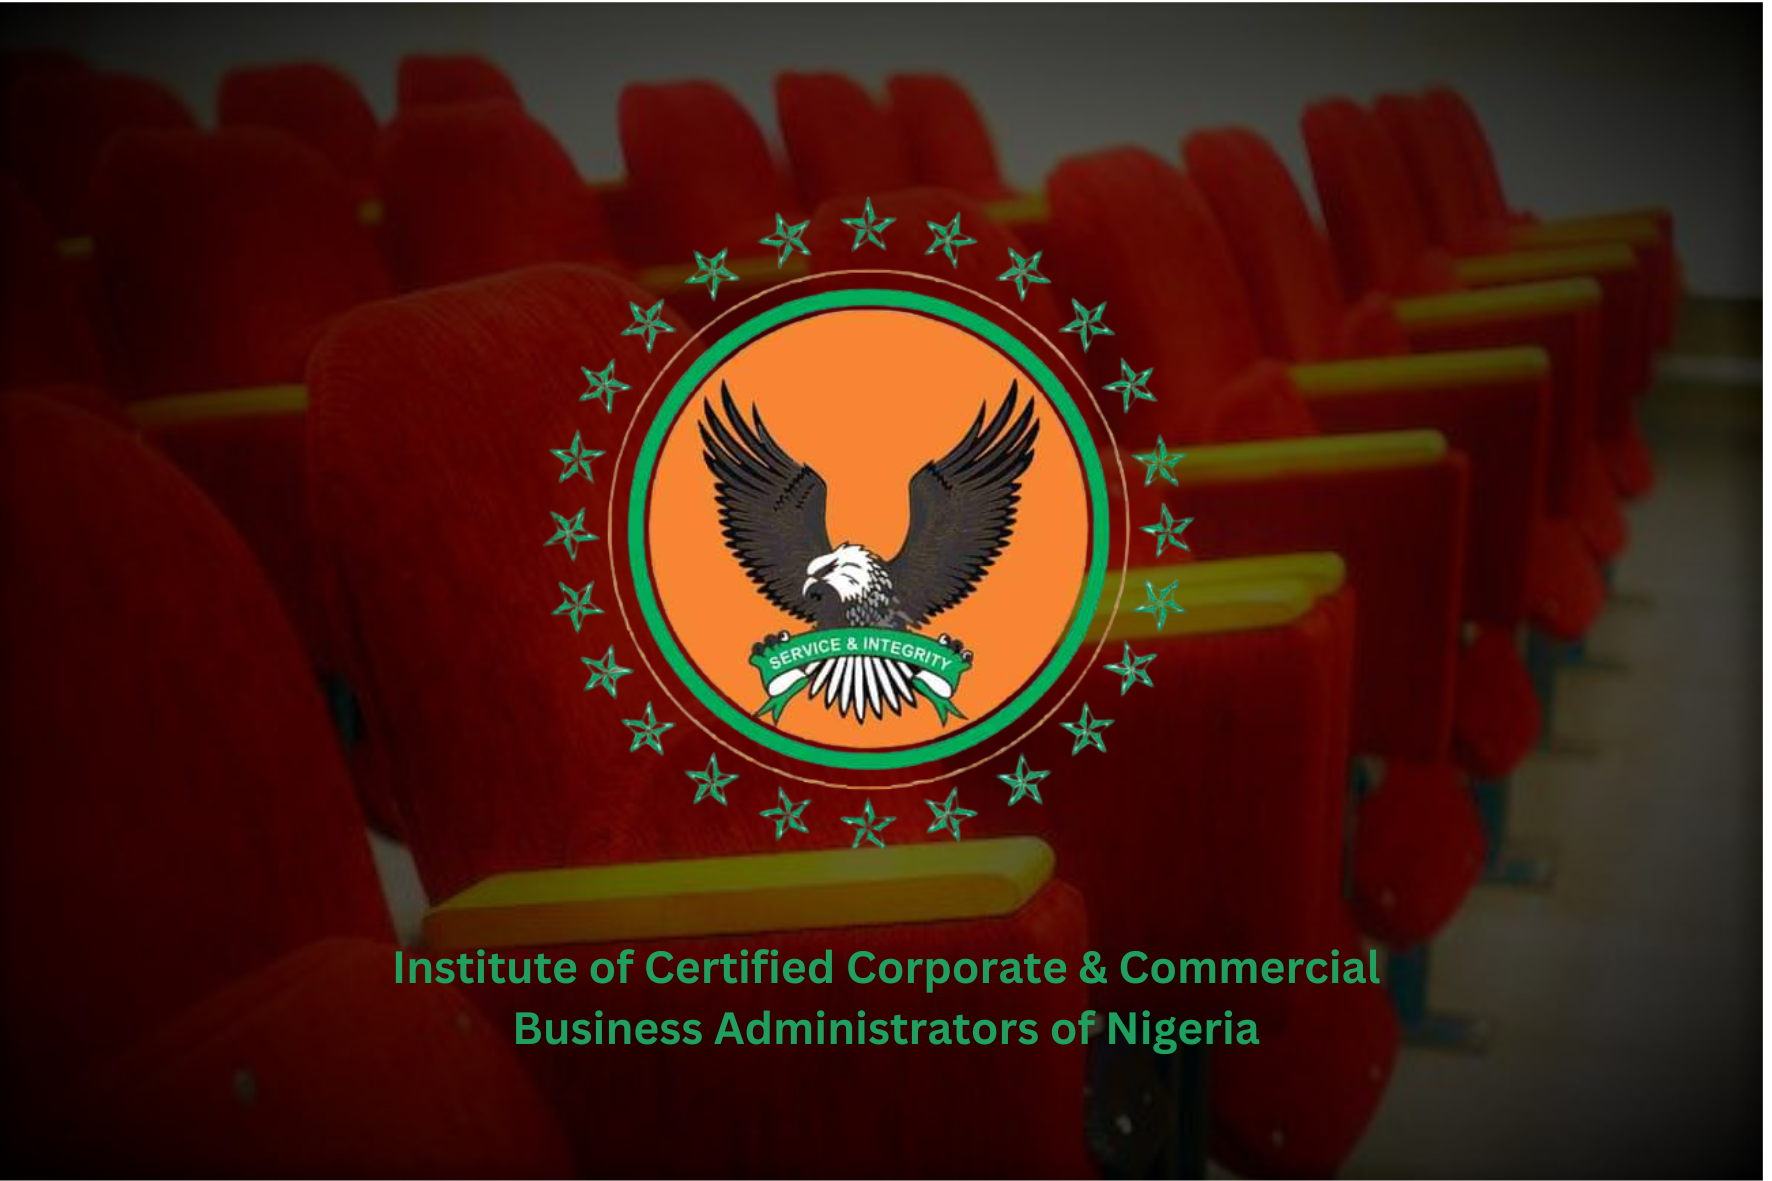 SERVICE & INTEGRITY
Institute of Certified Corporate & Commercial
Business Administrators of Nigeria